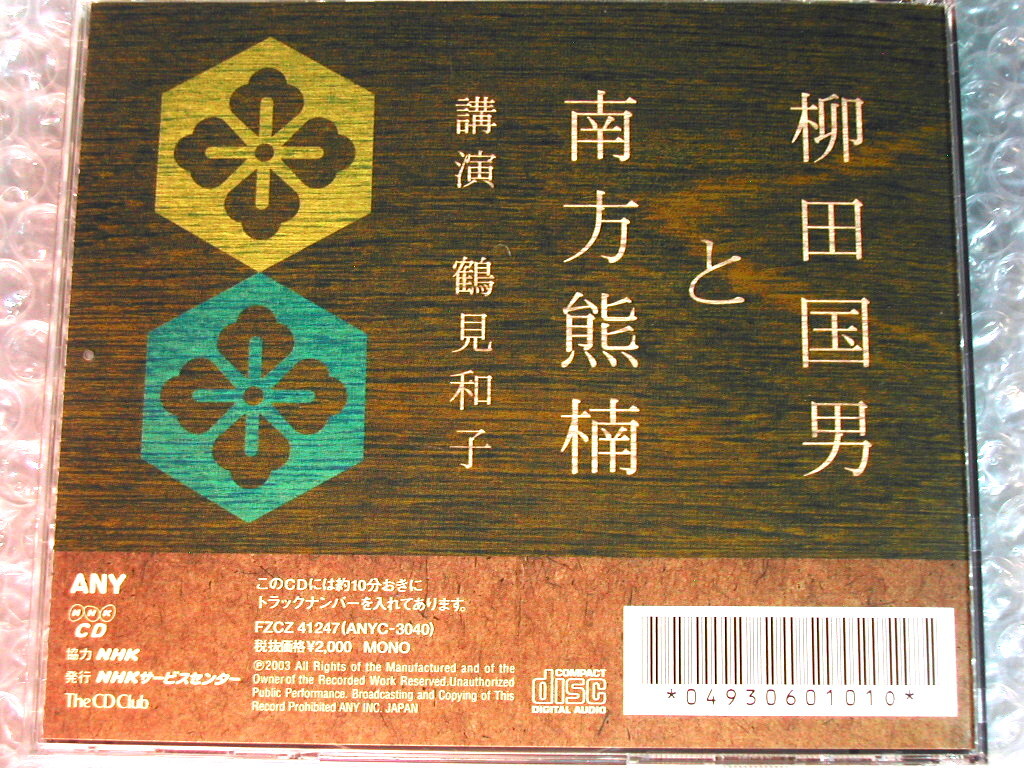 柳田国男
と
南方熊楠
講演 鶴見和子
ANY
NHK
CD
協力 NHK
発行 NHKサービスセンター
The CD Club
このCDには約10分おきに
トラックナンバーを入れてあります。
FZCZ 41247(ANYC-3040)
税抜価格¥2,000 MONO
℗2003 All Rights of the Manufactured and of the
Owner of the Recorded Work Reserved.Unauthorized
Public Performance. Broadcasting and Copying of This
Record Prohibited ANY INC. JAPAN
COMPACT
disc
DIGITAL AUDIO
*04930601010*